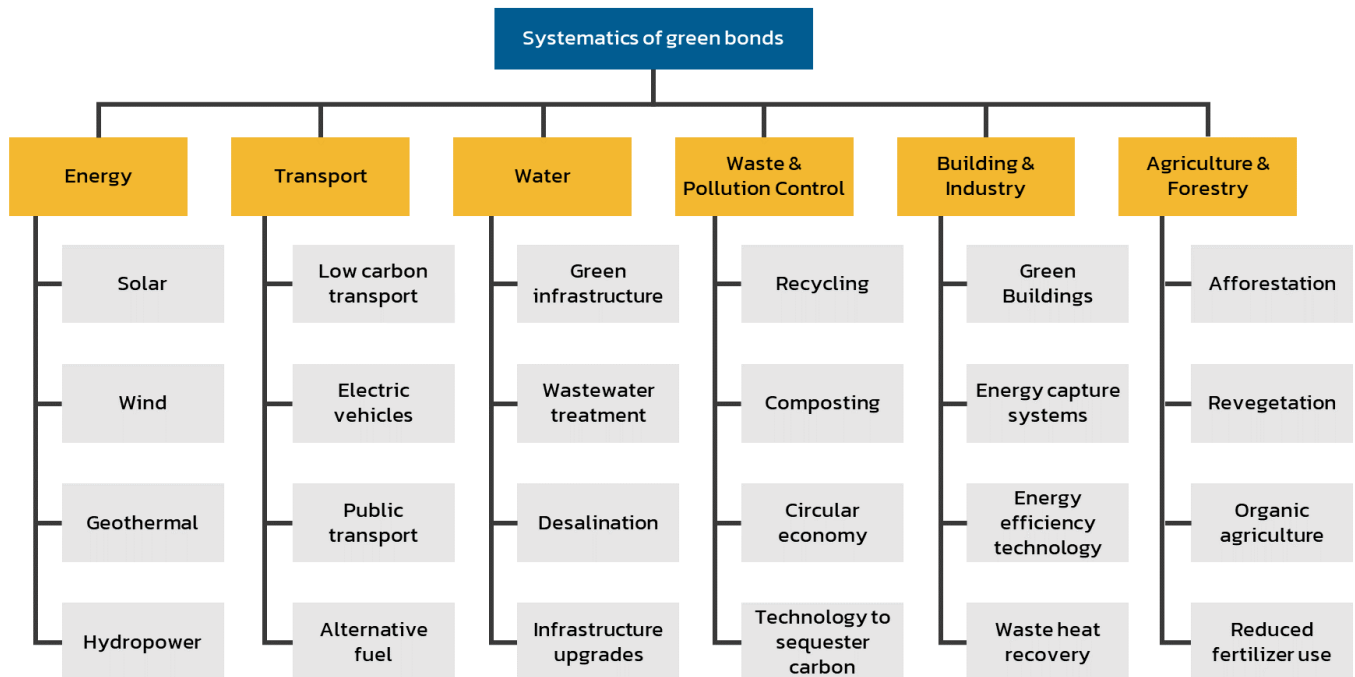 Systematics of green bonds
Energy
Transport
Water
Waste &
Pollution Control
Building &
Industry
Agriculture &
Forestry
Solar
Low carbon
transport
Green
infrastructure
Recycling
Green
Buildings
Afforestation
Wind
Electric
vehicles
Wastewater
treatment
Composting
Energy capture
systems
Revegetation
Geothermal
Public
transport
Desalination
Circular
economy
Energy
efficiency
technology
Organic
agriculture
Hydropower
Alternative
fuel
Infrastructure
upgrades
Technology to
sequester
carbon
Waste heat
recovery
Reduced
fertilizer use